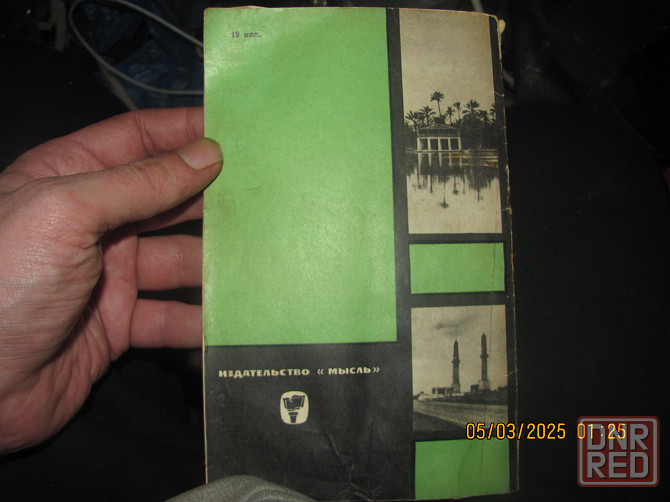 19 коп.
ИЗДАТЕЛЬСТВО «МЫСЛЬ»
05/03/2025 01:25
DNR
RED